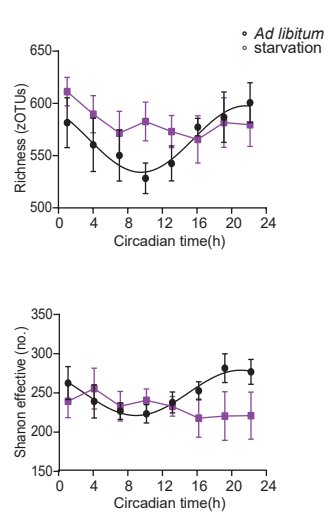 Ad libitum
starvation
650
600
550
500
Richness (zOTUs)
0 4 8 12 16 20 24
Circadian time(h)
350
300
250
200
150
Shanon effective (no.)
0 4 8 12 16 20 24
Circadian time(h)